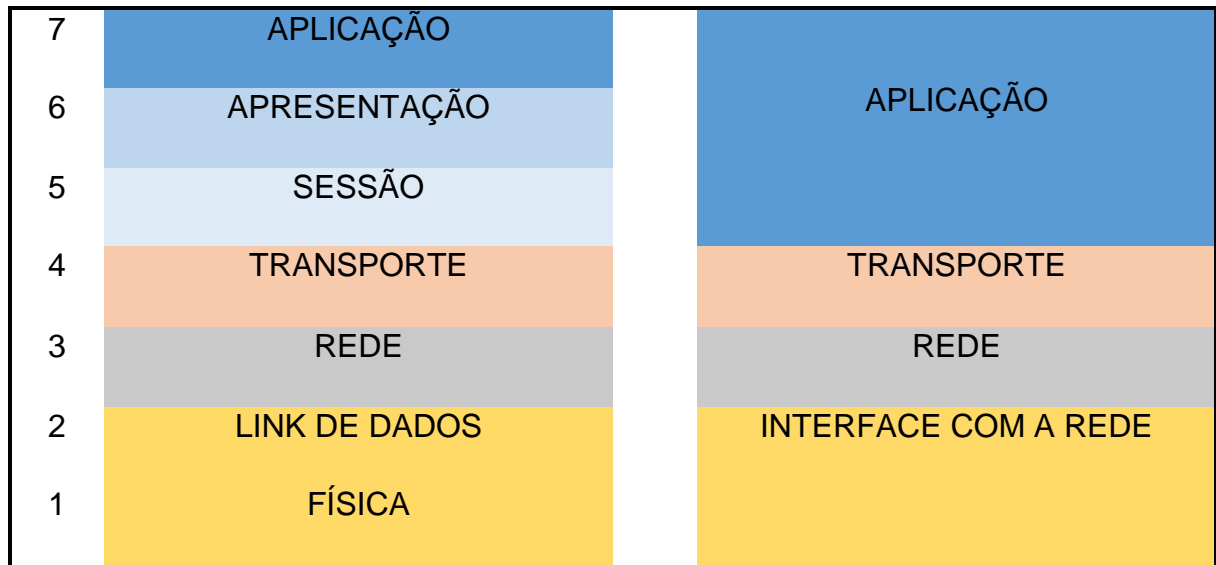 7 APLICAÇÃO
6 APRESENTAÇÃO APLICAÇÃO
5 SESSÃO
4 TRANSPORTE TRANSPORTE
3 REDE REDE
2 LINK DE DADOS INTERFACE COM A REDE
1 FÍSICA